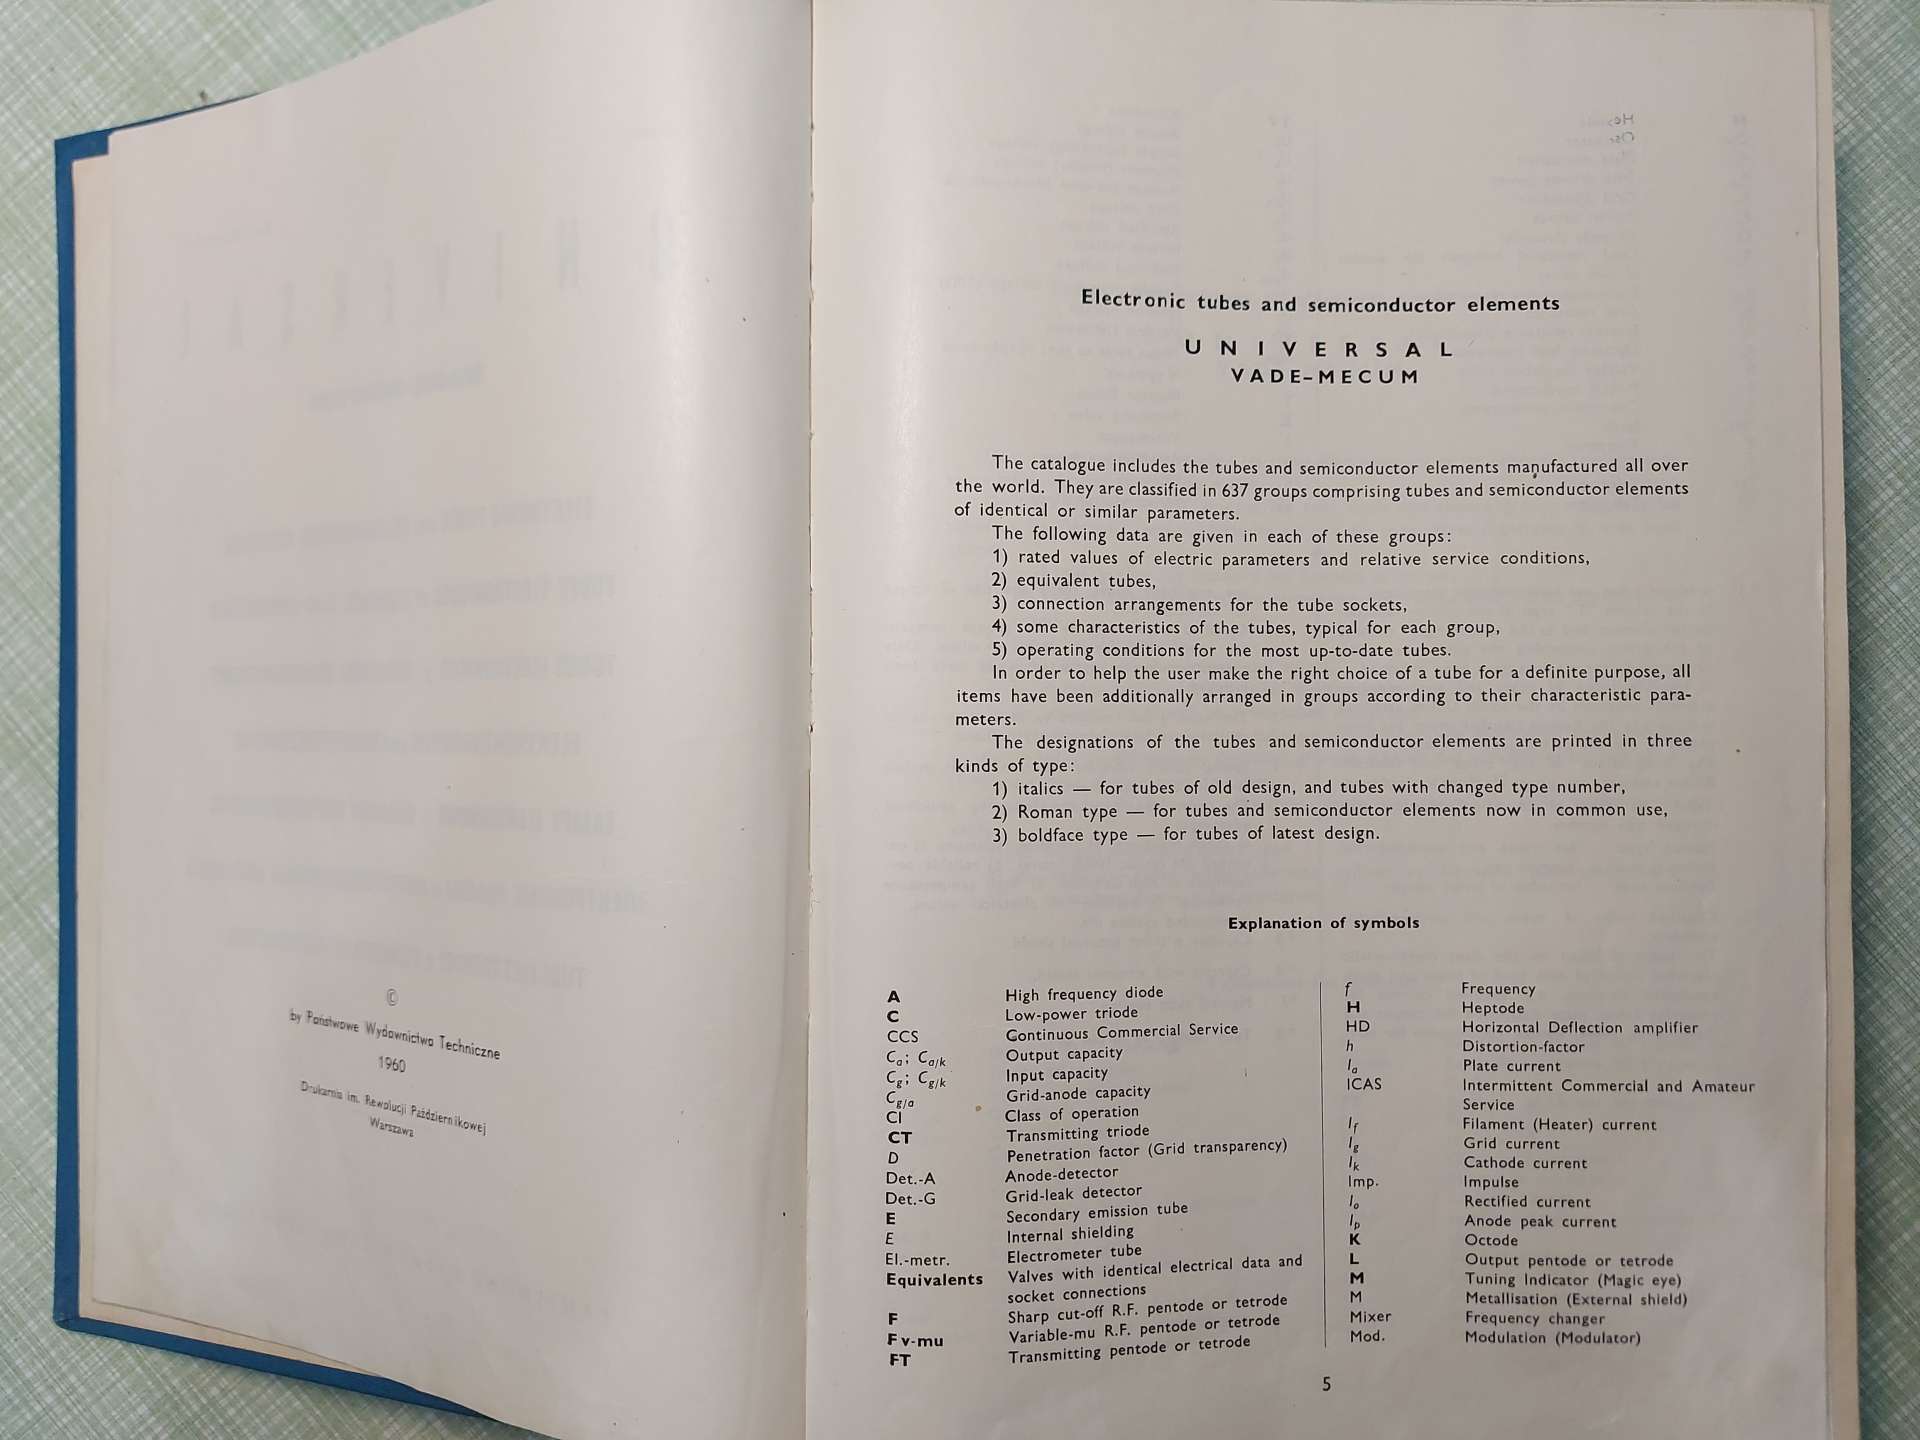 ©
by Państwowe Wydawnictwa Techniczne
1960
Drukarnia im. Rewolucji Październikowej
Warszawa
Electronic tubes and semiconductor elements
UNIVERSAL
VADE-MECUM
The catalogue includes the tubes and semiconductor elements manufactured all over
the world. They are classified in 637 groups comprising tubes and semiconductor elements
of identical or similar parameters.
The following data are given in each of these groups:
1) rated values of electric parameters and relative service conditions,
2) equivalent tubes,
3) connection arrangements for the tube sockets,
4) some characteristics of the tubes, typical for each group,
5) operating conditions for the most up-to-date tubes.
In order to help the user make the right choice of a tube for a definite purpose, all
items have been additionally arranged in groups according to their characteristic para-
meters.
The designations of the tubes and semiconductor elements are printed in three
kinds of type:
1) italics — for tubes of old design, and tubes with changed type number,
2) Roman type — for tubes and semiconductor elements now in common use,
3) boldface type — for tubes of latest design.
Explanation of symbols
A High frequency diode
C Low-power triode
CCS Continuous Commercial Service
Ca; Ca/k Output capacity
Cg; Cg/k Input capacity
Cg/a Grid-anode capacity
Cl Class of operation
CT Transmitting triode
D Penetration factor (Grid transparency)
Det.-A Anode-detector
Det.-G Grid-leak detector
E Secondary emission tube
E Internal shielding
El.-metr. Electrometer tube
Equivalents Valves with identical electrical data and
socket connections
F Sharp cut-off R.F. pentode or tetrode
F v-mu Variable-mu R.F. pentode or tetrode
FT Transmitting pentode or tetrode
f Frequency
H Heptode
HD Horizontal Deflection amplifier
h Distortion-factor
Ia Plate current
ICAS Intermittent Commercial and Amateur
Service
If Filament (Heater) current
Ig Grid current
Ik Cathode current
Imp. Impulse
Io Rectified current
Ip Anode peak current
K Octode
L Output pentode or tetrode
M Tuning Indicator (Magic eye)
M Metallisation (External shield)
Mixer Frequency changer
Mod. Modulation (Modulator)
5